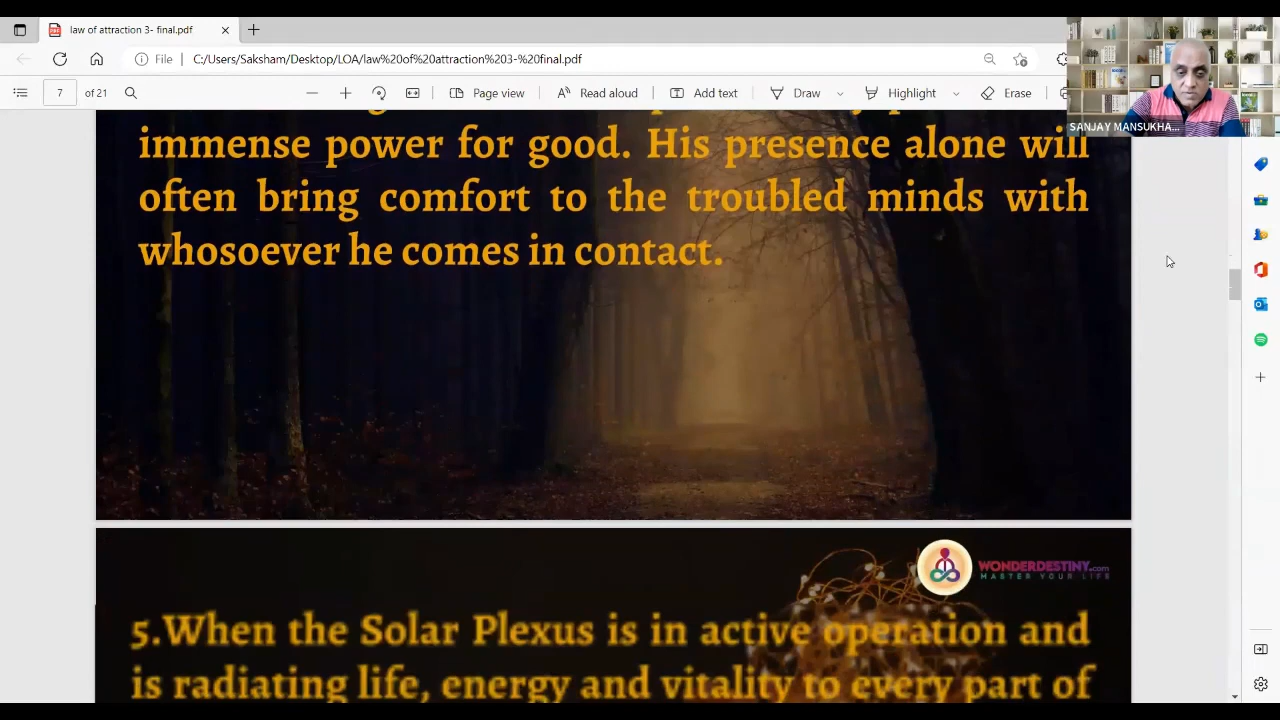 law of attraction 3- final.pdf
File
C:/Users/Saksham/Desktop/LOA/law%20of%20attraction%203-%20final.pdf
7 of 21
Page view
Read aloud
Add text
Draw
Highlight
Erase
SANJAY MANSUKHA...
immense power for good. His presence alone will
often bring comfort to the troubled minds with
whosoever he comes in contact.
WONDERDESTINY.com
MASTER YOUR LIFE
5.When the Solar Plexus is in active operation and
is radiating life, energy and vitality to every part of